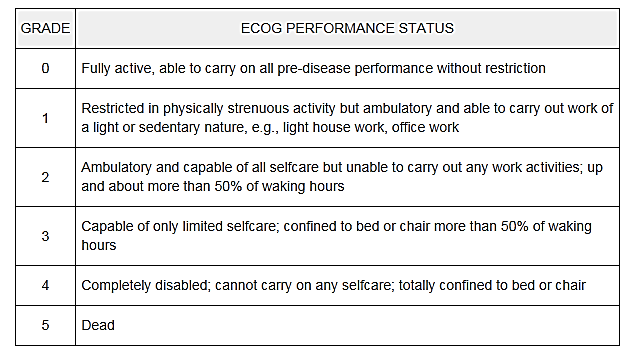 GRADE ECOG PERFORMANCE STATUS
0 Fully active, able to carry on all pre-disease performance without restriction
1 Restricted in physically strenuous activity but ambulatory and able to carry out work of
a light or sedentary nature, e.g., light house work, office work
2 Ambulatory and capable of all selfcare but unable to carry out any work activities; up
and about more than 50% of waking hours
3 Capable of only limited selfcare; confined to bed or chair more than 50% of waking
hours
4 Completely disabled; cannot carry on any selfcare; totally confined to bed or chair
5 Dead